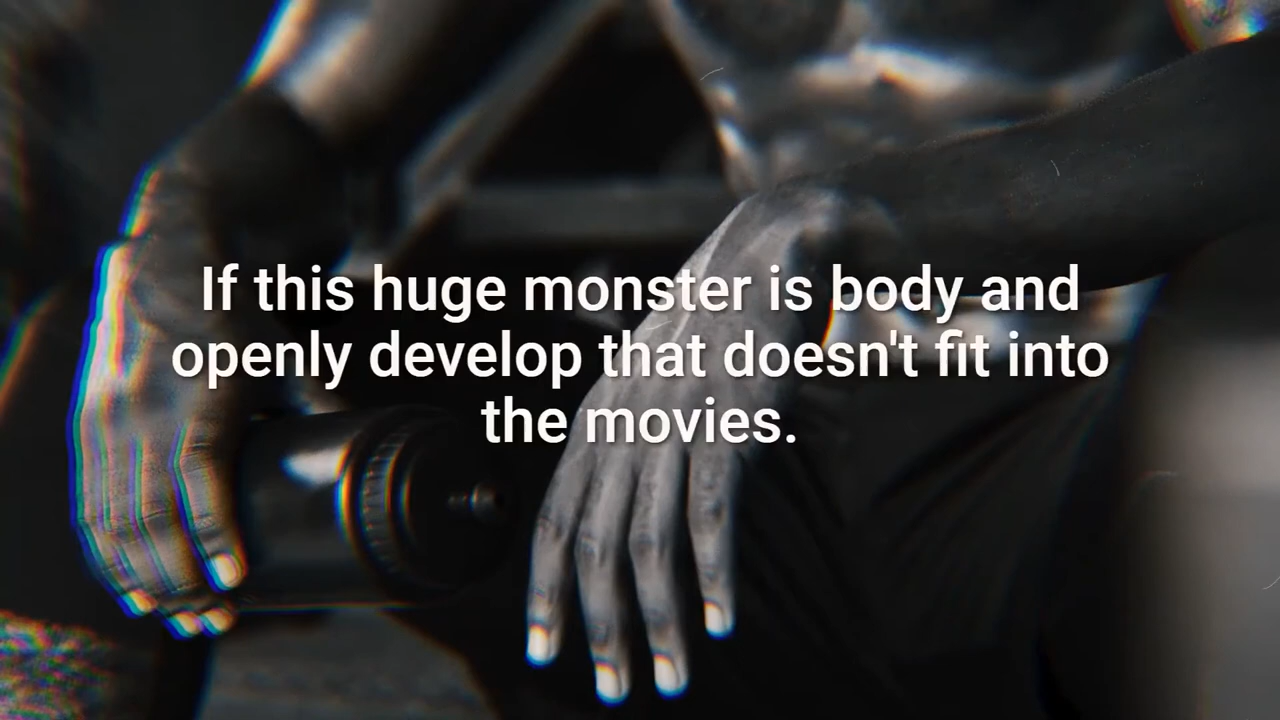 If this huge monster is body and
openly develop that doesn't fit into
the movies.